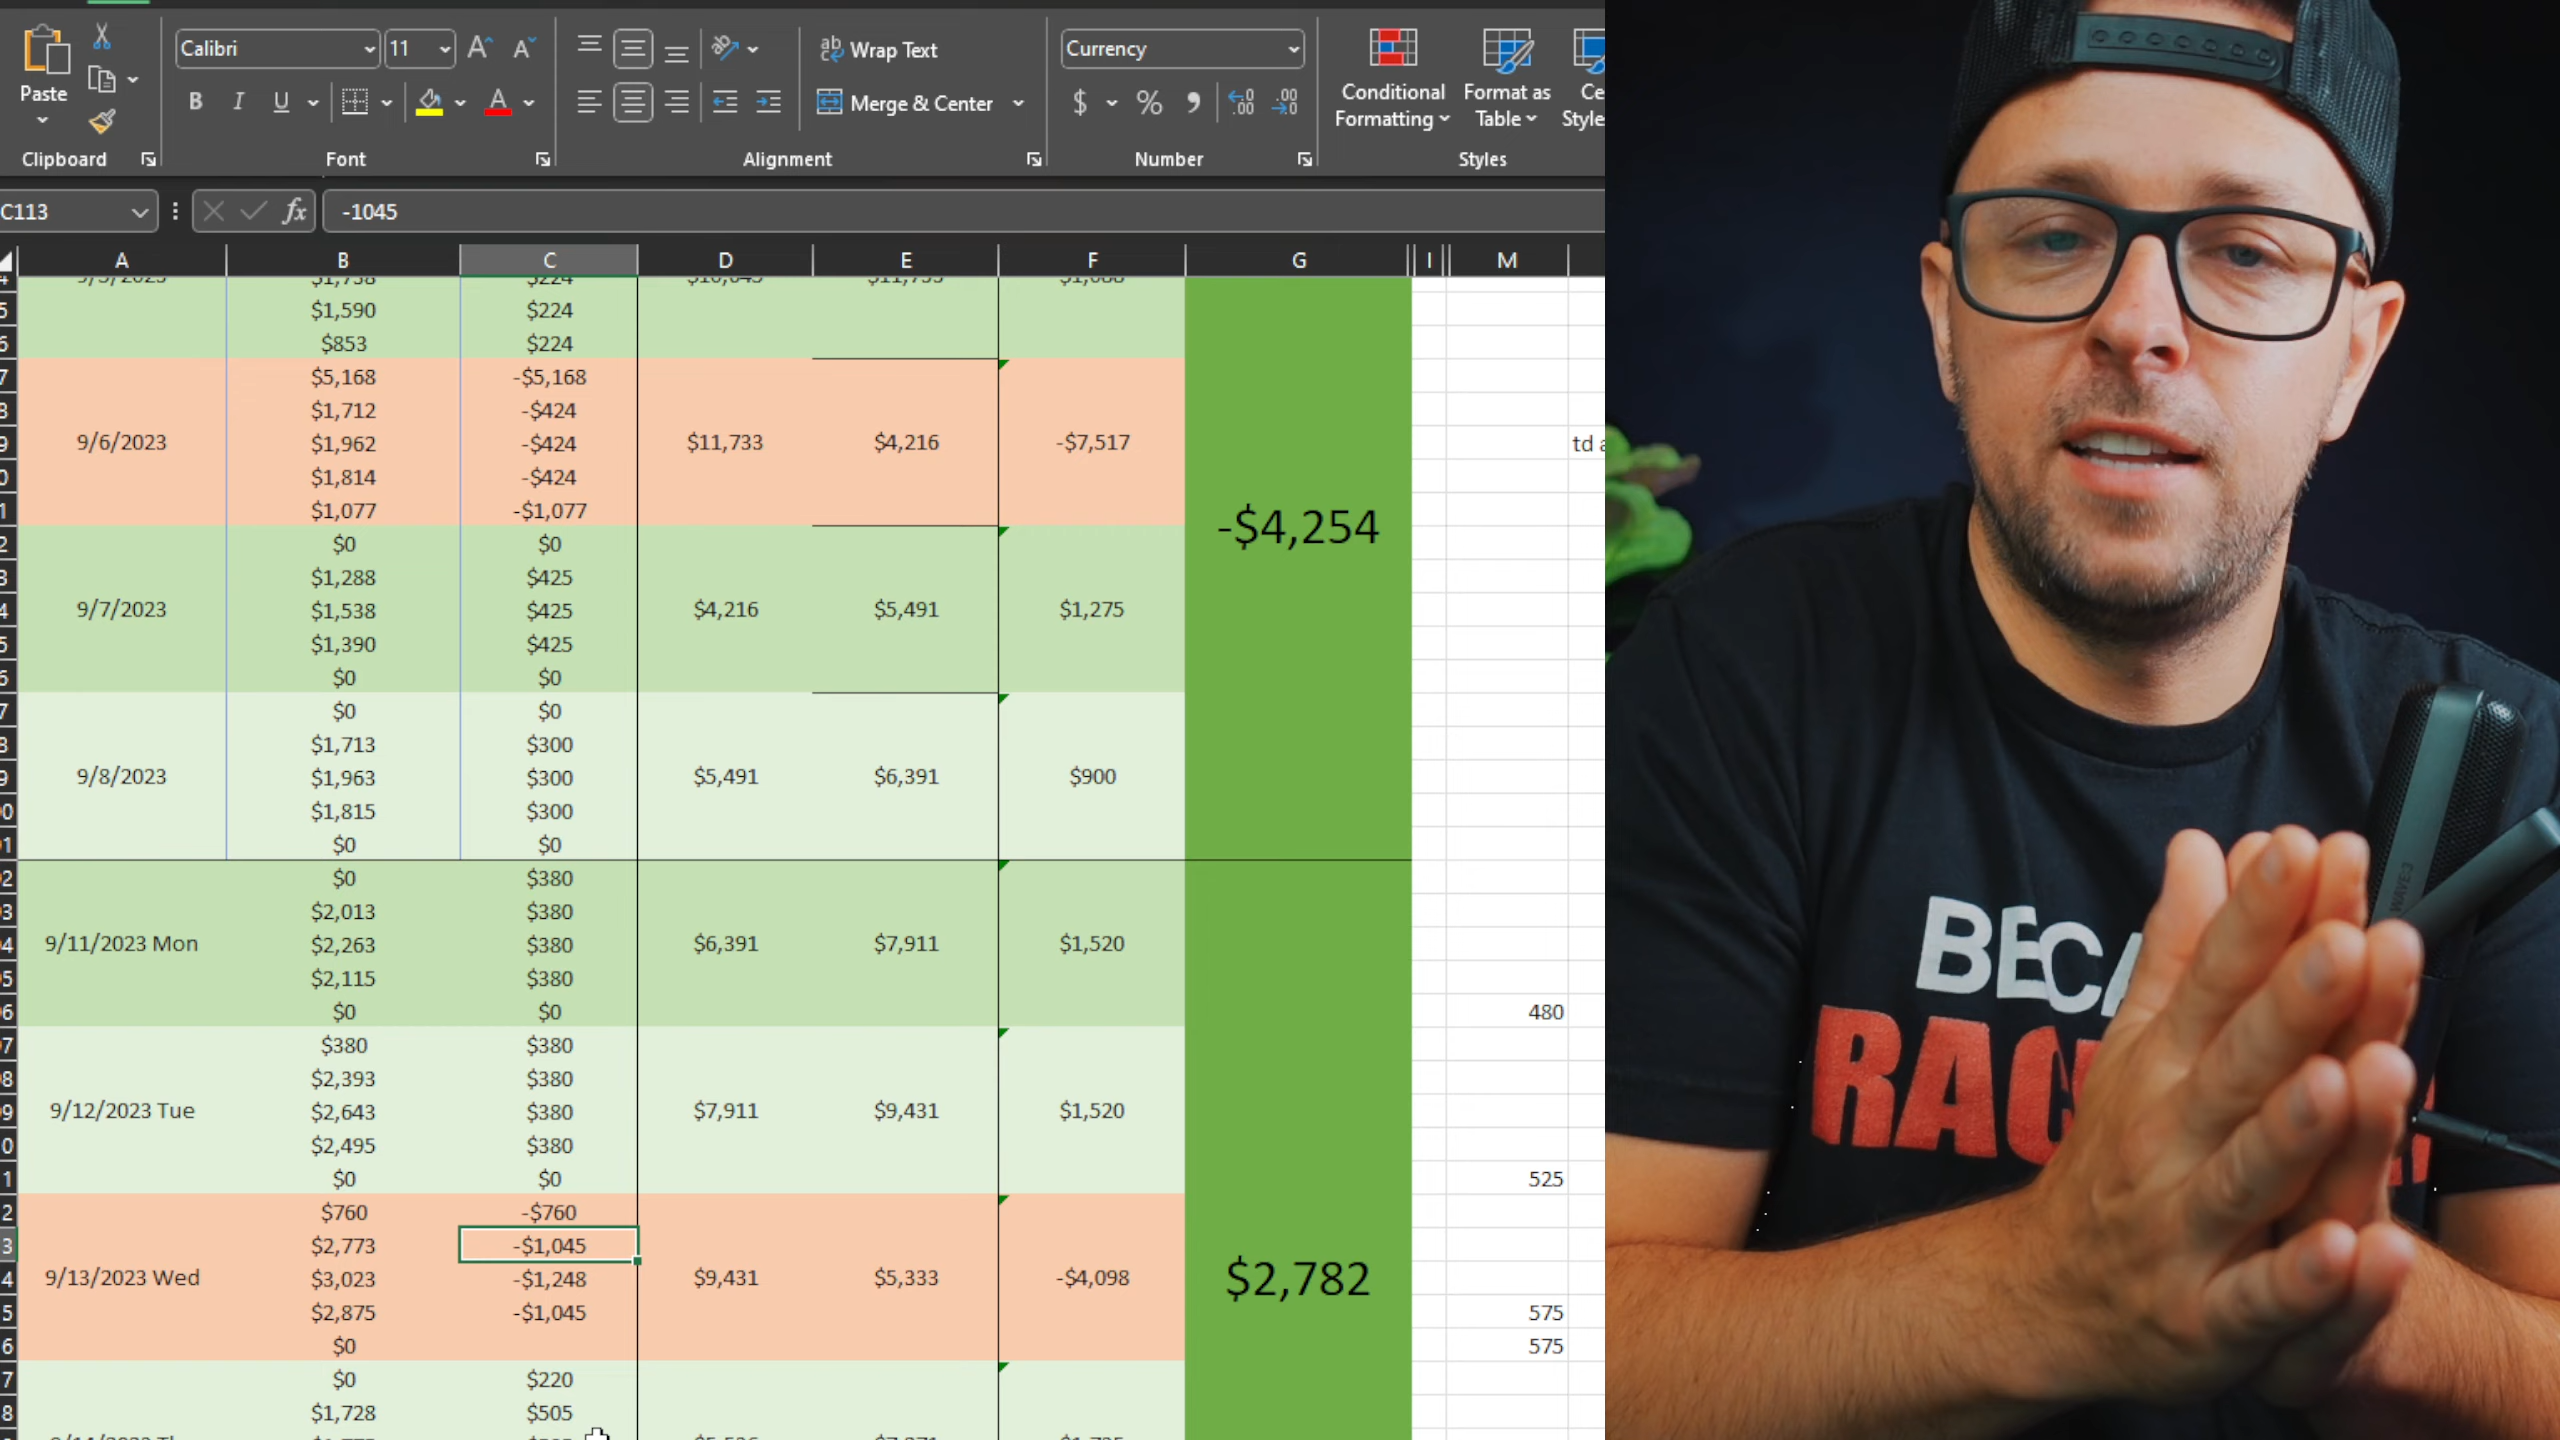 Calibri 11 Wrap Text Currency
Paste B I U A Merge & Center $ % Conditional Formatting Format as Table
Clipboard Font Alignment Number Styles
C113 fx -1045
A B C D E F G I M
$1,590 $224
$853 $224
$5,168 -$5,168
$1,712 -$424
9/6/2023 $1,962 -$424 $11,733 $4,216 -$7,517 td
$1,814 -$424
$1,077 -$1,077
-$4,254
$0 $0
$1,288 $425
9/7/2023 $1,538 $425 $4,216 $5,491 $1,275
$1,390 $425
$0 $0
$0 $0
$1,713 $300
9/8/2023 $1,963 $300 $5,491 $6,391 $900
$1,815 $300
$0 $0
$0 $380
$2,013 $380
9/11/2023 Mon $2,263 $380 $6,391 $7,911 $1,520
$2,115 $380
$0 $0 480
$380 $380
$2,393 $380
9/12/2023 Tue $2,643 $380 $7,911 $9,431 $1,520
$2,495 $380
$0 $0 525
$760 -$760
$2,773 -$1,045
9/13/2023 Wed $3,023 -$1,248 $9,431 $5,333 -$4,098 $2,782
$2,875 -$1,045 575
$0 575
$0 $220
$1,728 $505
BECA
RAC
WAVE:3